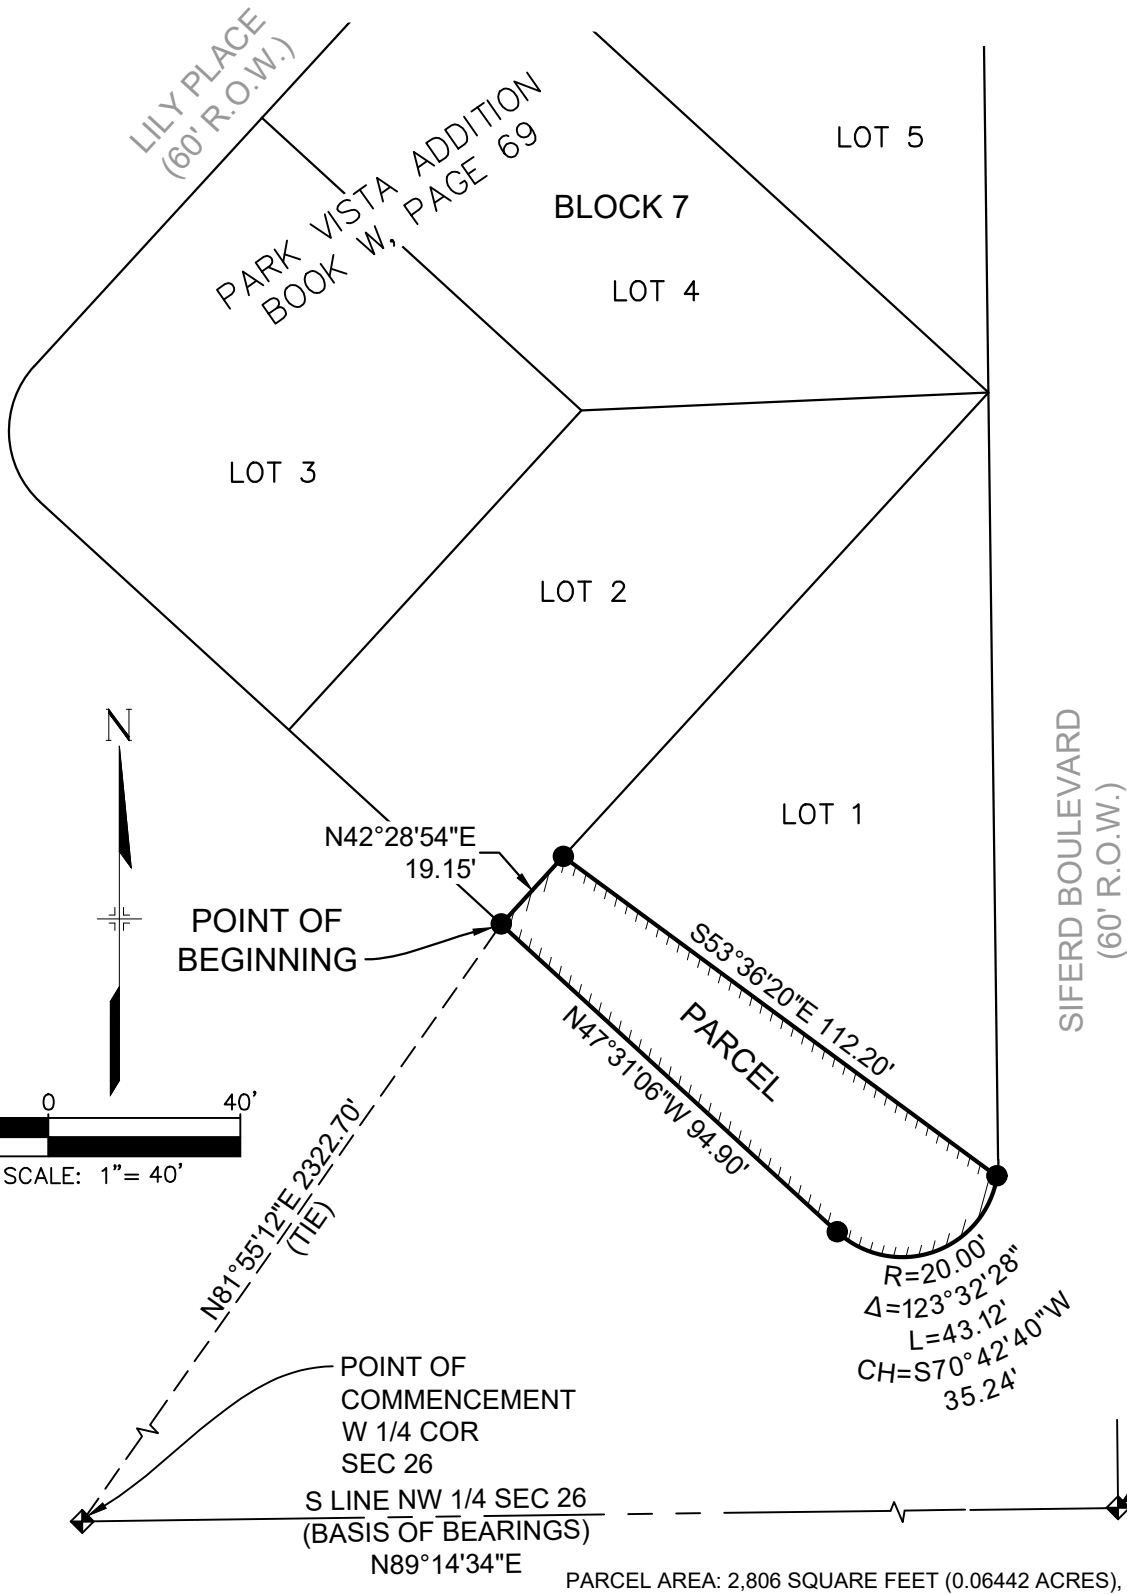 LILY PLACE
(60' R.O.W.)
PARK VISTA ADDITION
BOOK W, PAGE 69
LOT 5
BLOCK 7
LOT 4
LOT 3
LOT 2
LOT 1
SIFERD BOULEVARD
(60' R.O.W.)
N
N42°28'54"E
19.15'
POINT OF
BEGINNING
S53°36'20"E 112.20'
PARCEL
N47°31'06"W 94.90'
0 40'
SCALE: 1"= 40'
N81°55'12"E 2322.70'
(TIE)
R=20.00'
Δ=123°32'28"
L=43.12'
CH=S70°42'40"W
35.24'
POINT OF
COMMENCEMENT
W 1/4 COR
SEC 26
S LINE NW 1/4 SEC 26
(BASIS OF BEARINGS)
N89°14'34"E
PARCEL AREA: 2,806 SQUARE FEET (0.06442 ACRES),